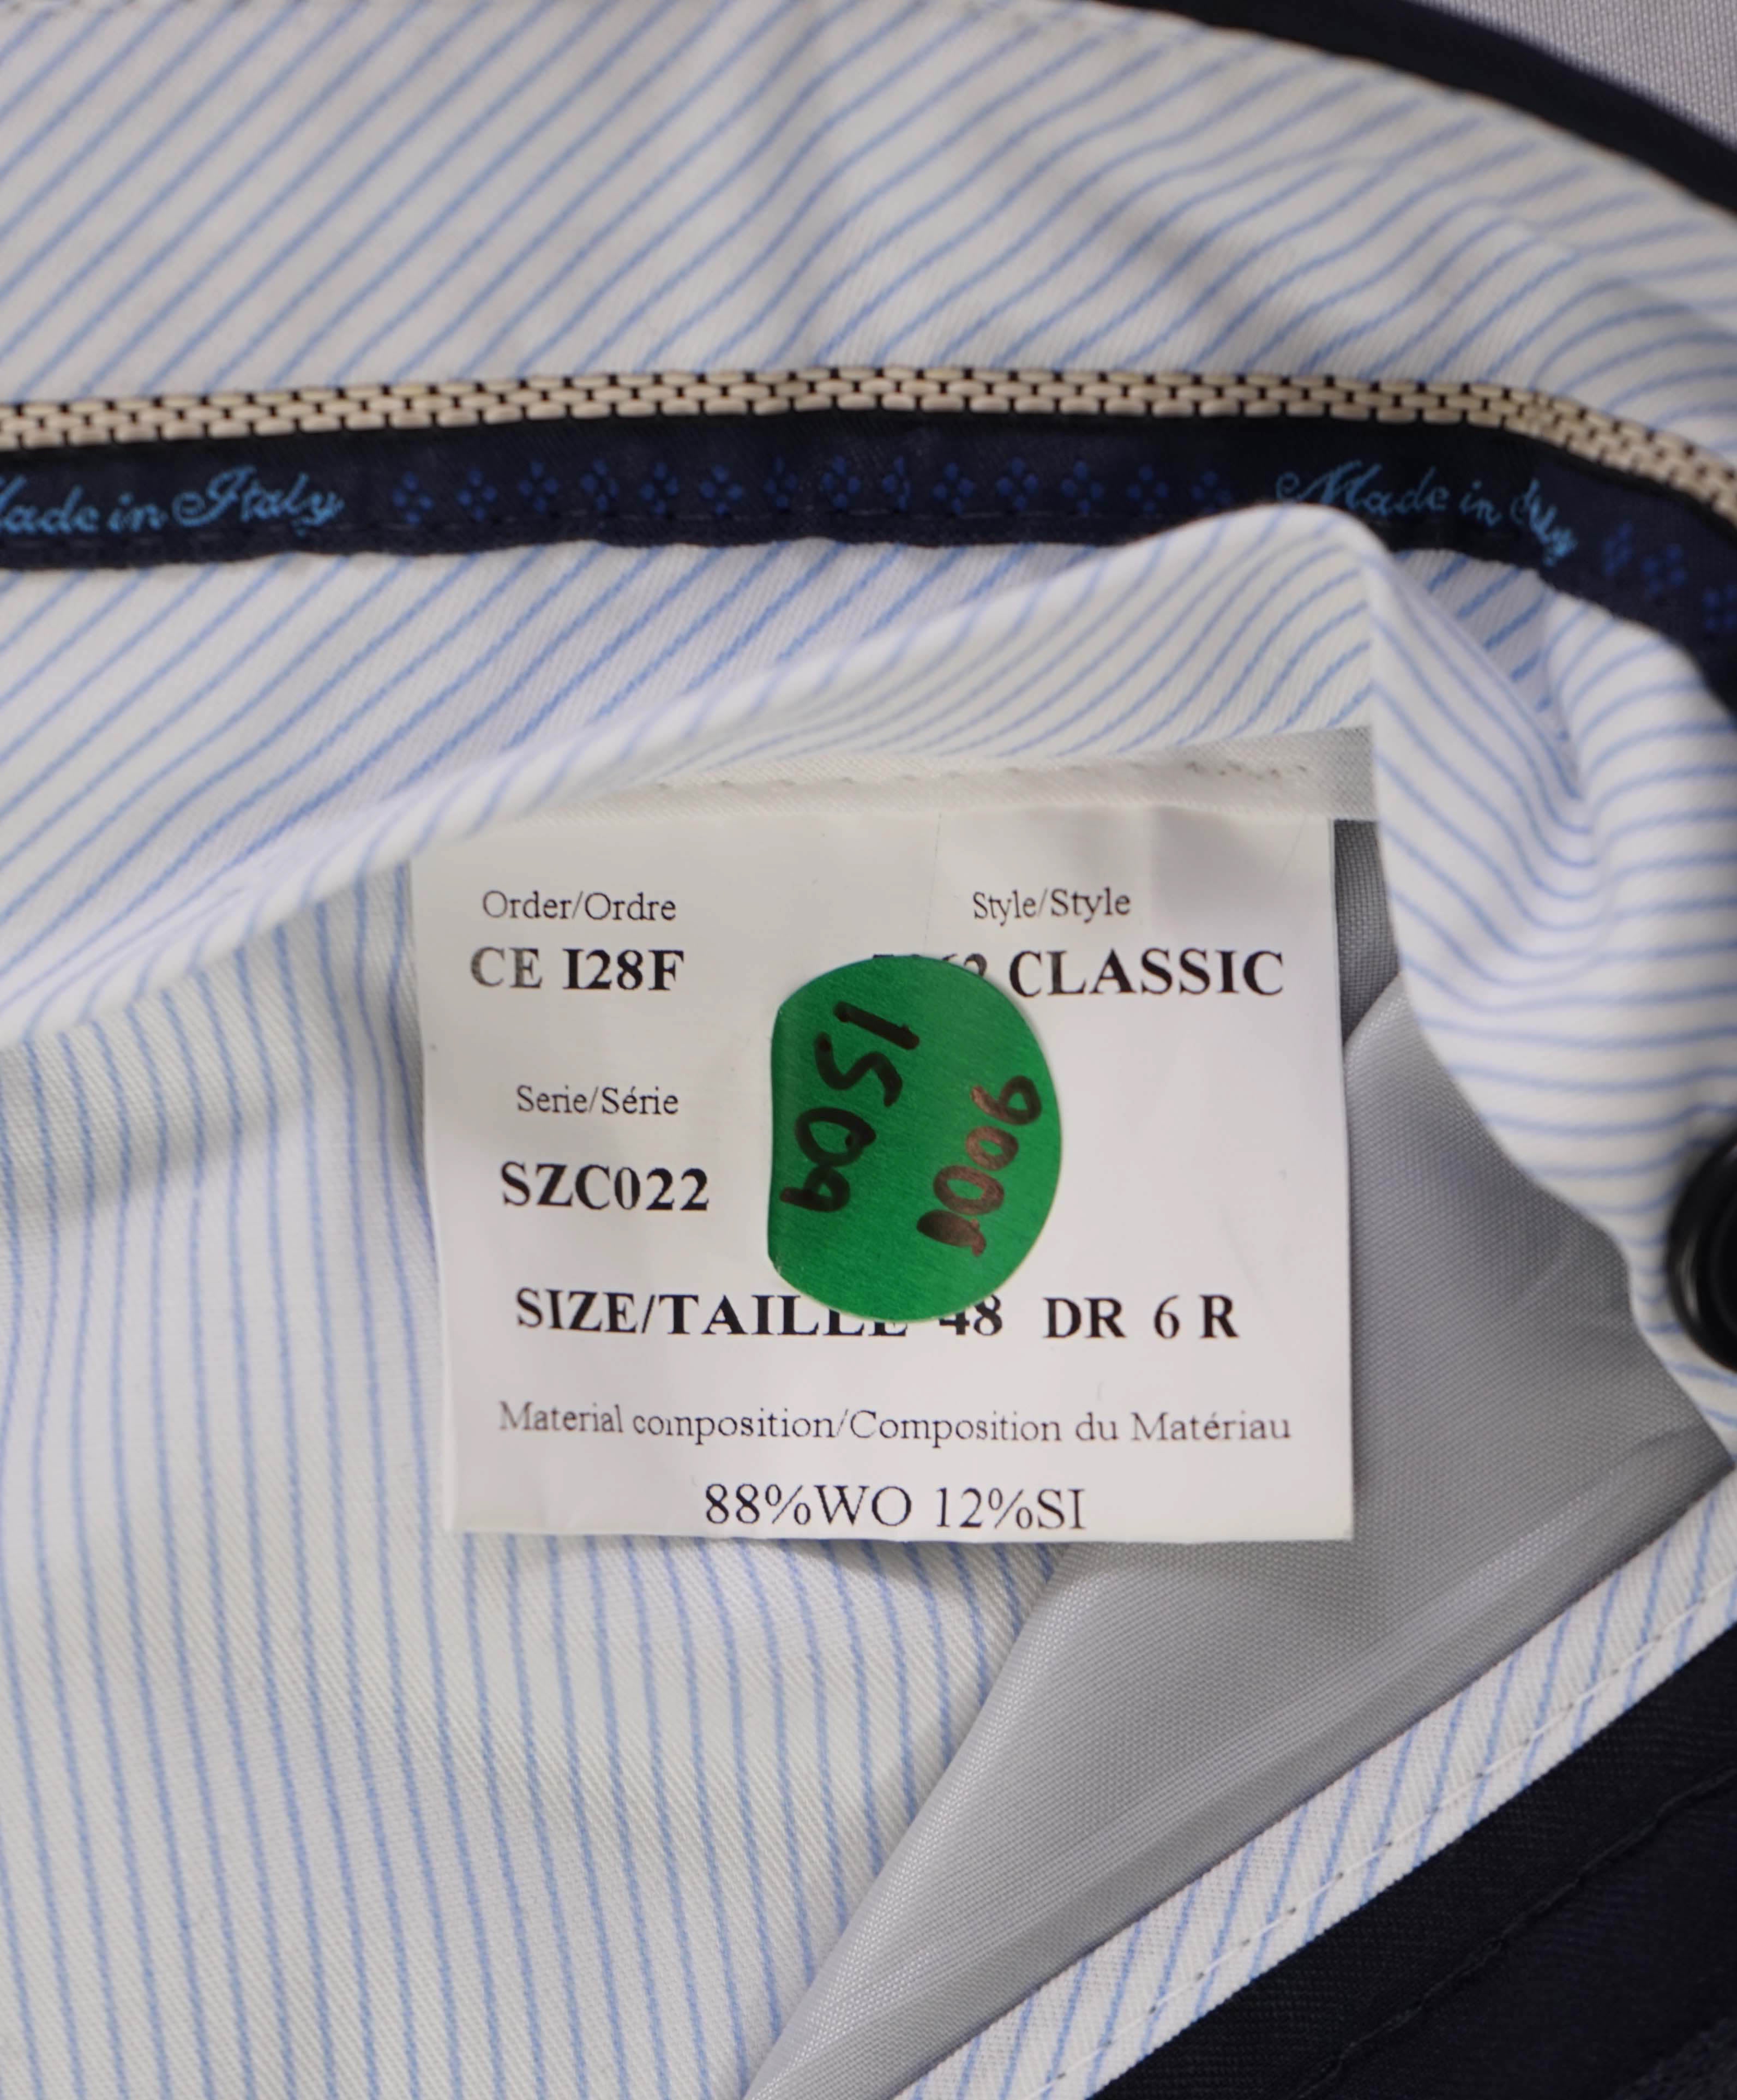 Made in Italy
Made in Italy
Order/Ordre
Style/Style
CE I28F
CLASSIC
1509
Serie/Série
SZC022
SIZE/TAILLE 48 DR 6 R
Material composition/Composition du Matériau
88%WO 12%SI